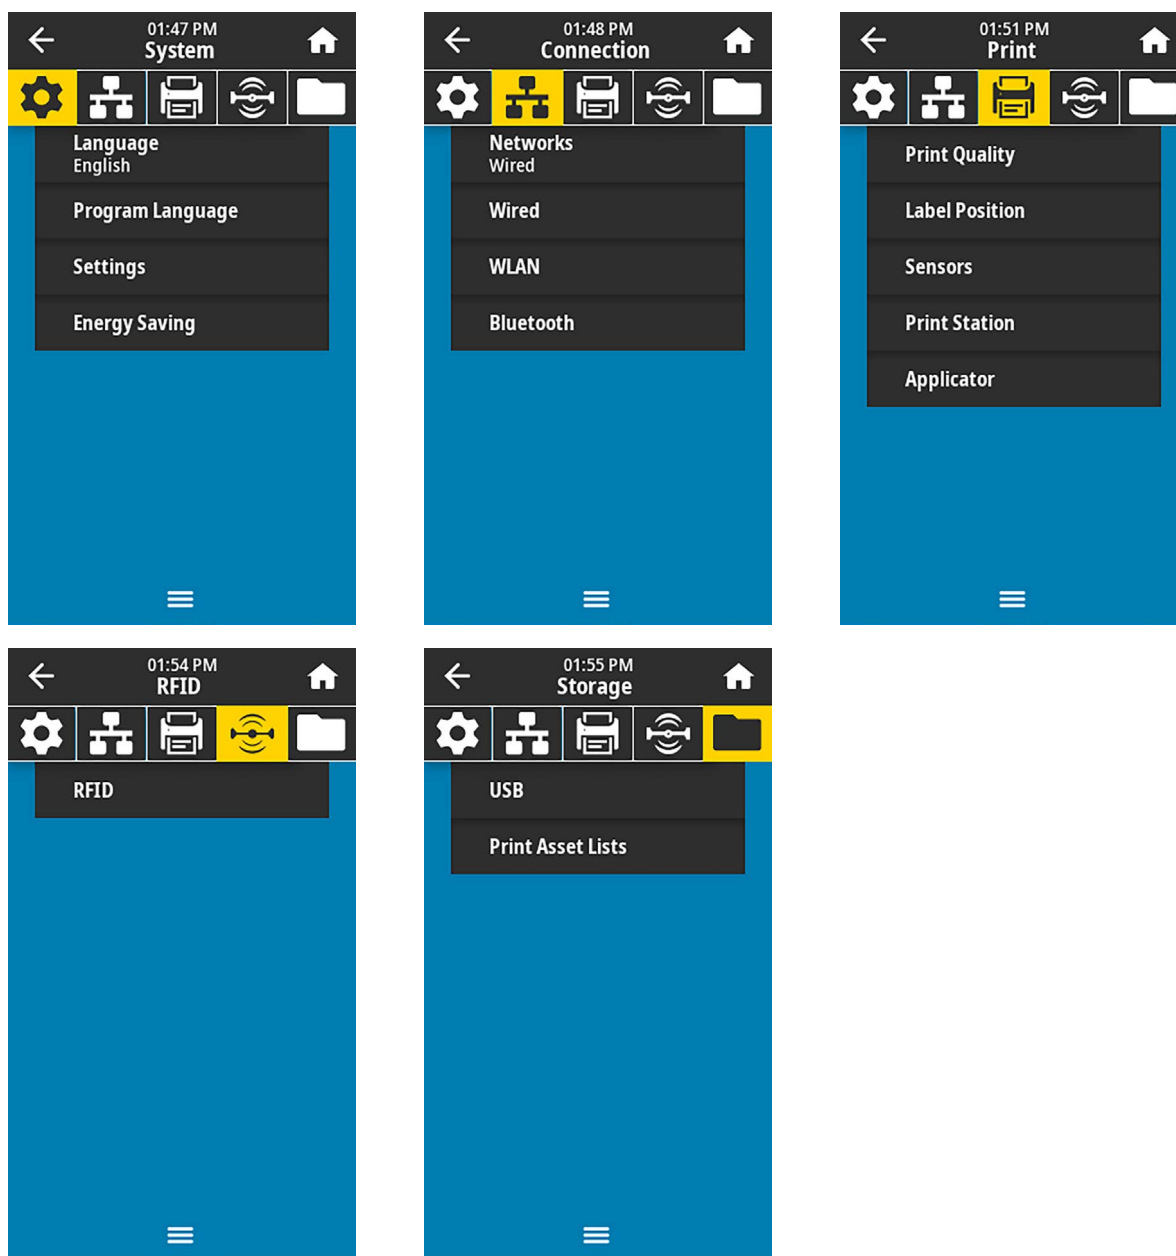 01:47 PM
System
Language
English
Program Language
Settings
Energy Saving
01:48 PM
Connection
Networks
Wired
Wired
WLAN
Bluetooth
01:51 PM
Print
Print Quality
Label Position
Sensors
Print Station
Applicator
01:54 PM
RFID
RFID
01:55 PM
Storage
USB
Print Asset Lists